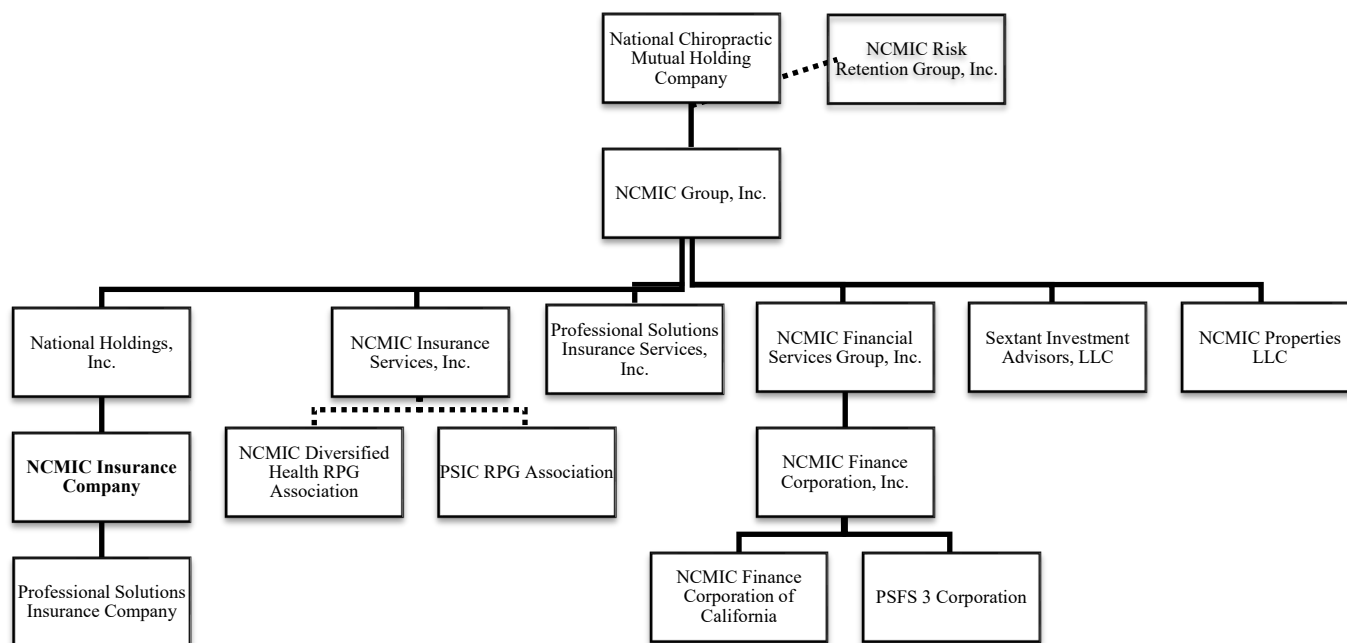 National Chiropractic
Mutual Holding
Company
NCMIC Risk
Retention Group, Inc.
NCMIC Group, Inc.
National Holdings,
Inc.
NCMIC Insurance
Services, Inc.
Professional Solutions
Insurance Services,
Inc.
NCMIC Financial
Services Group, Inc.
Sextant Investment
Advisors, LLC
NCMIC Properties
LLC
NCMIC Insurance
Company
NCMIC Diversified
Health RPG
Association
PSIC RPG Association
NCMIC Finance
Corporation, Inc.
Professional Solutions
Insurance Company
NCMIC Finance
Corporation of
California
PSFS 3 Corporation